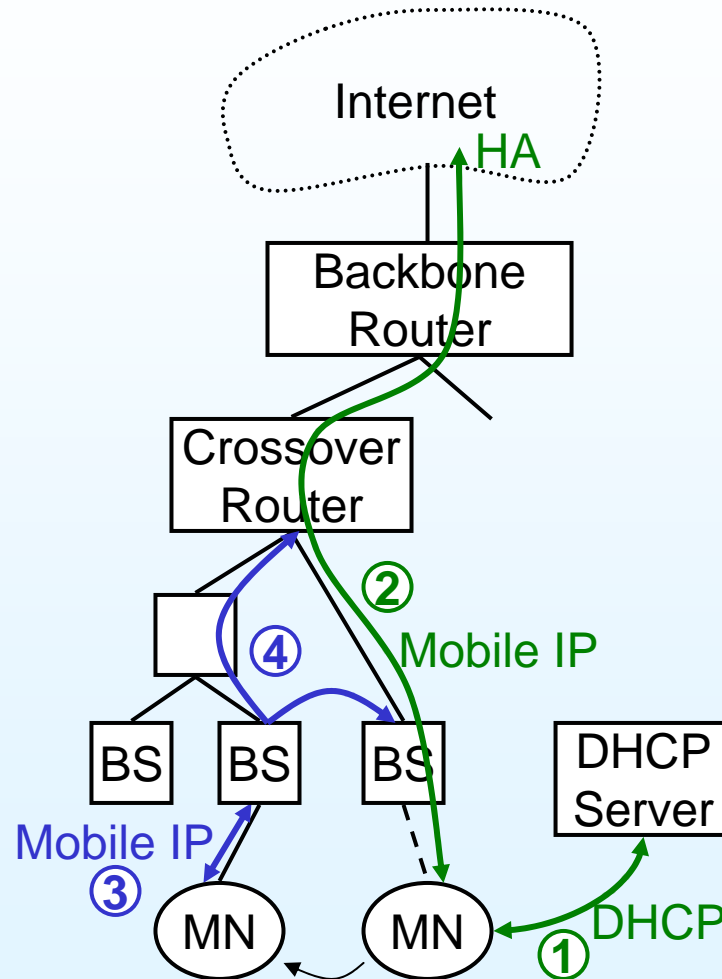 Internet
HA
Backbone
Router
Crossover
Router
②
④
Mobile IP
BS
BS
BS
DHCP
Server
Mobile IP
③
MN
MN
DHCP
①